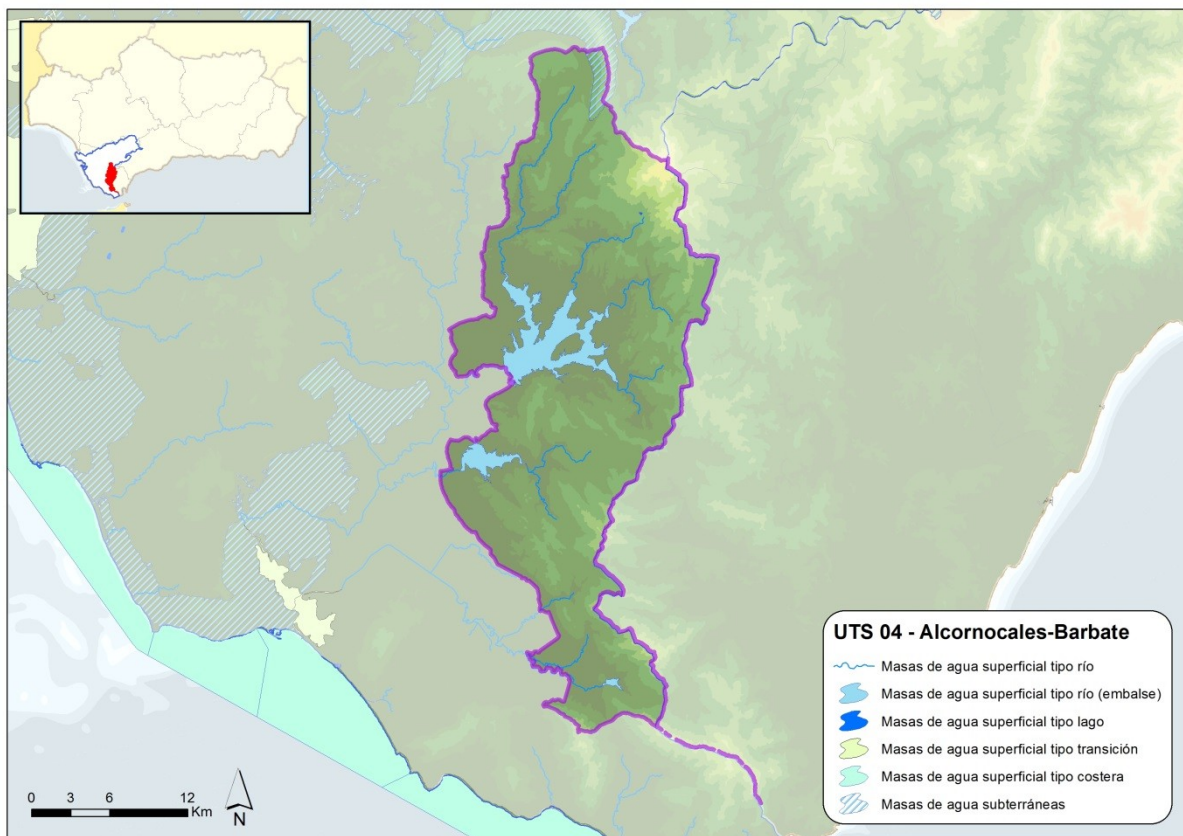 UTS 04 - Alcornocales-Barbate
Masas de agua superficial tipo río
Masas de agua superficial tipo río (embalse)
Masas de agua superficial tipo lago
Masas de agua superficial tipo transición
Masas de agua superficial tipo costera
Masas de agua subterráneas
0 3 6 12
Km
N